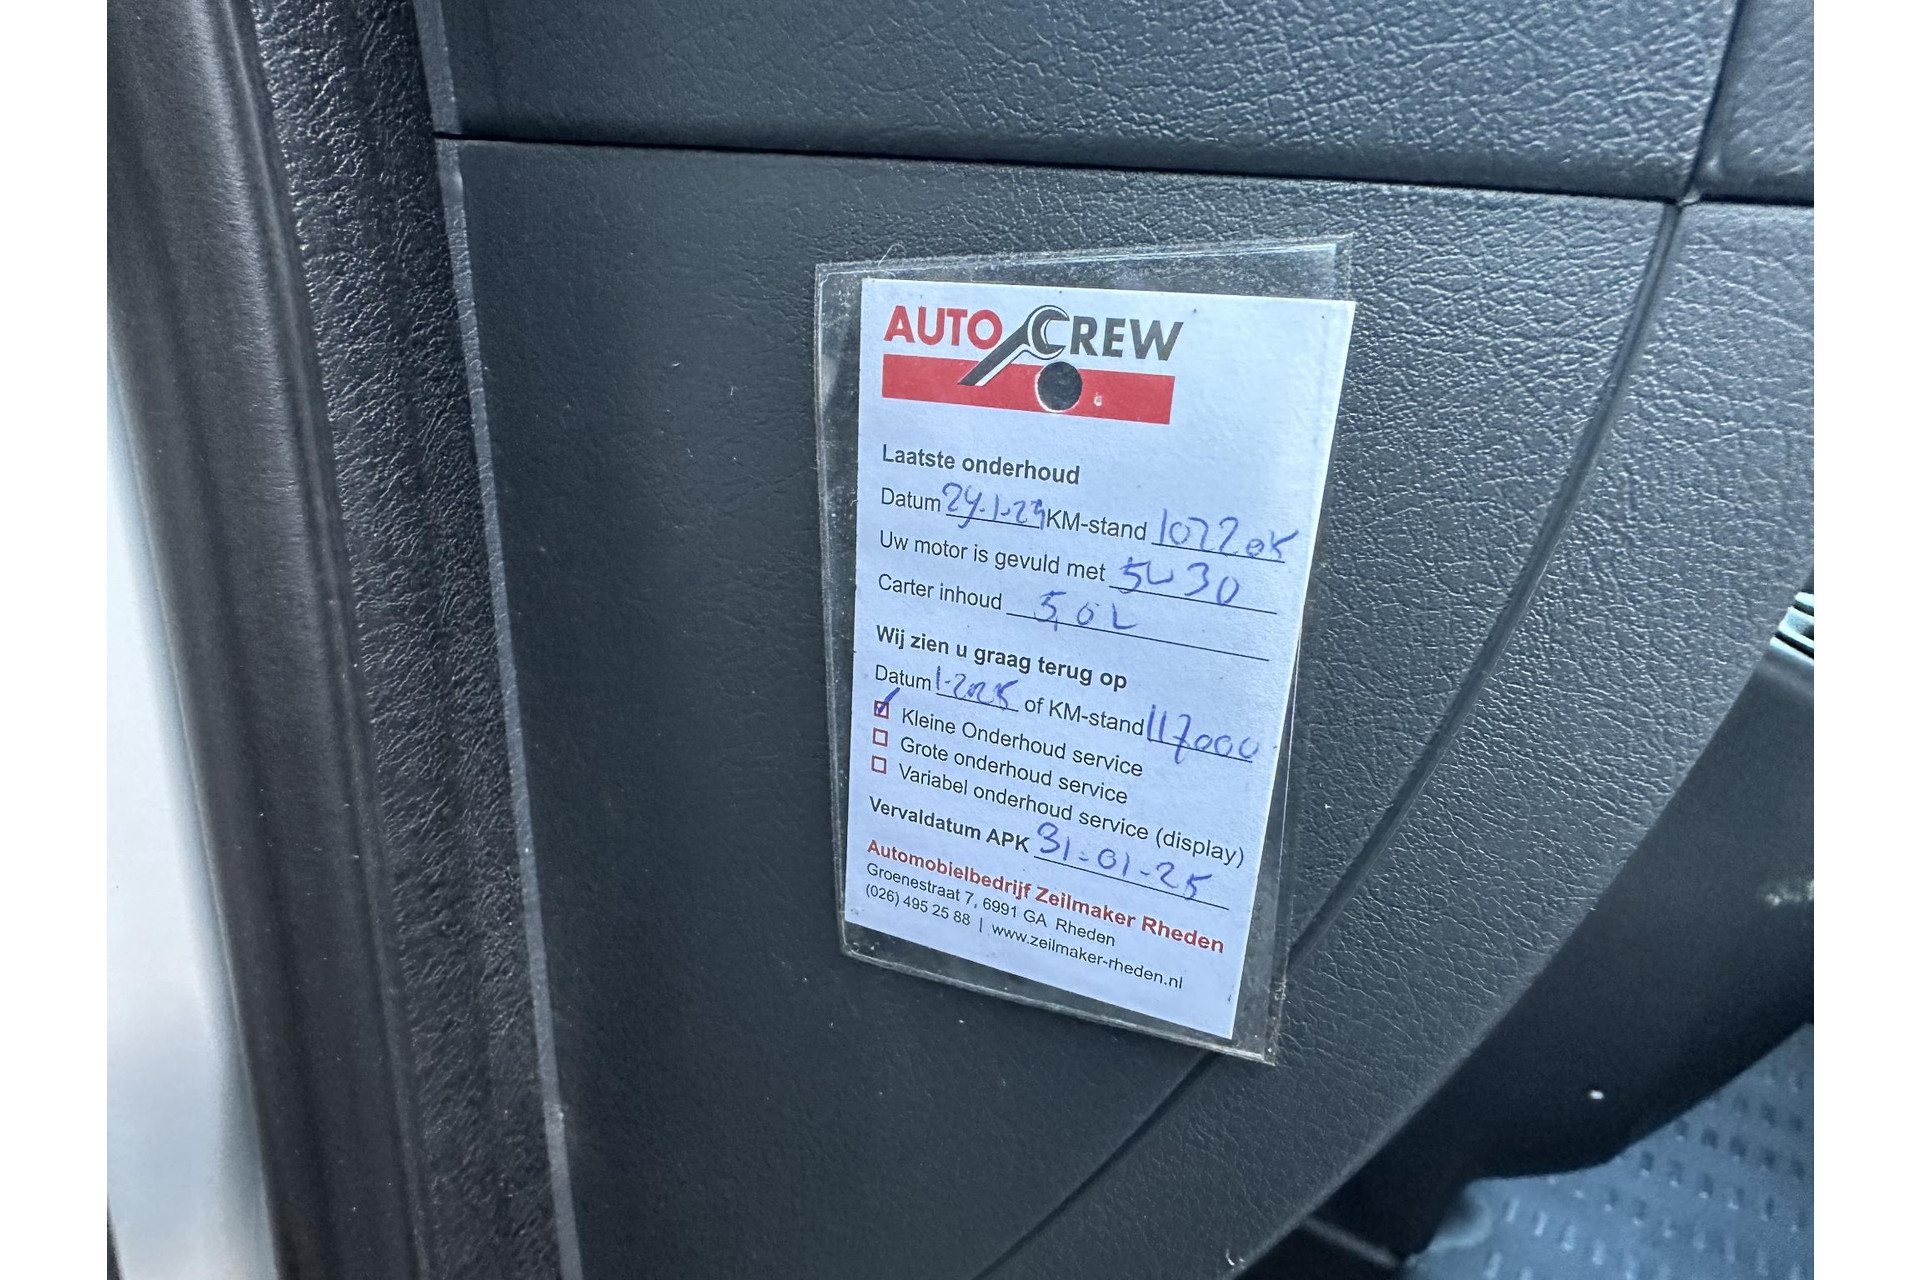 AUTO CREW
Laatste onderhoud
Datum 24-1-24 KM-stand 107205
Uw motor is gevuld met 5W30
Carter inhoud 5,0 L
Wij zien u graag terug op
Datum 1-2025 of KM-stand 117000
Kleine Onderhoud service
Grote onderhoud service
Variabel onderhoud service (display)
Vervaldatum APK 31-01-25
Automobielbedrijf Zeilmaker Rheden
Groenestraat 7, 6991 GA Rheden
(026) 495 25 88 | www.zeilmaker-rheden.nl